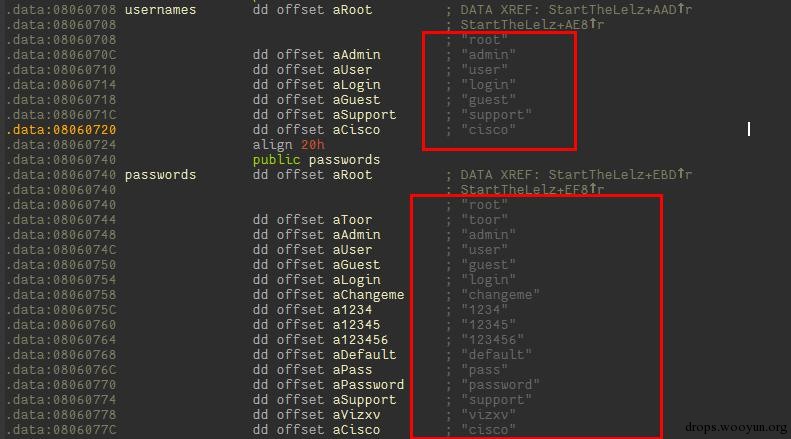 .data:08060708 usernames dd offset aRoot ; DATA XREF: StartTheLelz+AAD↑r
.data:08060708 ; StartTheLelz+AE8↑r
.data:08060708 ; "root"
.data:0806070C dd offset aAdmin ; "admin"
.data:08060710 dd offset aUser ; "user"
.data:08060714 dd offset aLogin ; "login"
.data:08060718 dd offset aGuest ; "guest"
.data:0806071C dd offset aSupport ; "support"
.data:08060720 dd offset aCisco ; "cisco"
.data:08060724 align 20h
.data:08060740 public passwords
.data:08060740 passwords dd offset aRoot ; DATA XREF: StartTheLelz+EBD↑r
.data:08060740 ; StartTheLelz+EF8↑r
.data:08060740 ; "root"
.data:08060744 dd offset aToor ; "toor"
.data:08060748 dd offset aAdmin ; "admin"
.data:0806074C dd offset aUser ; "user"
.data:08060750 dd offset aGuest ; "guest"
.data:08060754 dd offset aLogin ; "login"
.data:08060758 dd offset aChangeme ; "changeme"
.data:0806075C dd offset a1234 ; "1234"
.data:08060760 dd offset a12345 ; "12345"
.data:08060764 dd offset a123456 ; "123456"
.data:08060768 dd offset aDefault ; "default"
.data:0806076C dd offset aPass ; "pass"
.data:08060770 dd offset aPassword ; "password"
.data:08060774 dd offset aSupport ; "support"
.data:08060778 dd offset aVizxv ; "vizxv"
.data:0806077C dd offset aCisco ; "cisco"
drops.wooyun.org